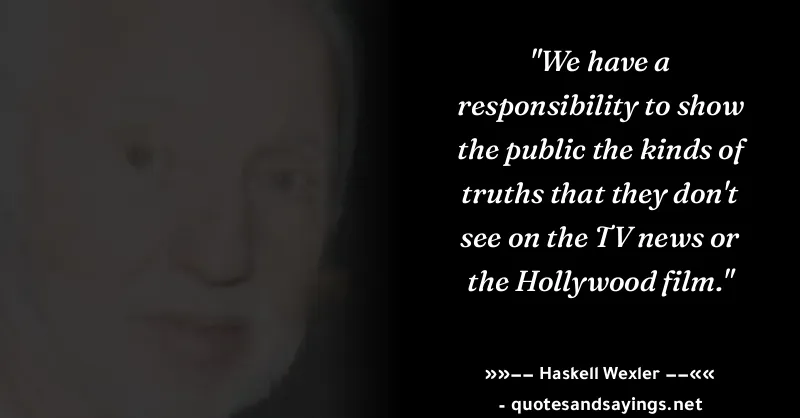 "We have a
responsibility to show
the public the kinds of
truths that they don't
see on the TV news or
the Hollywood film."
»»−− Haskell Wexler −−««
- quotesandsayings.net